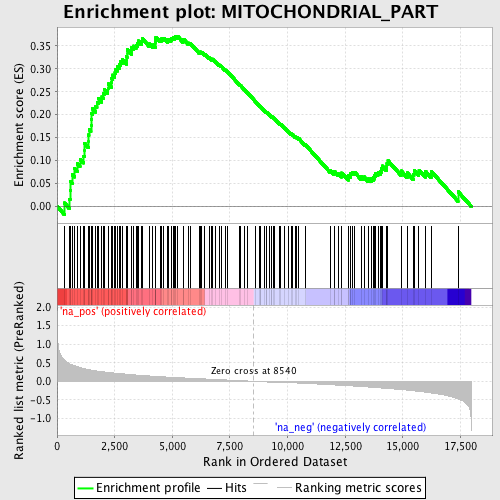 Enrichment plot: MITOCHONDRIAL_PART
Enrichment score (ES)
0.35
0.30
0.25
0.20
0.15
0.10
0.05
0.00
Ranked list metric (PreRanked)
2.0
1.5
1.0
0.5
0.0
-0.5
-1.0
'na_pos' (positively correlated)
Zero cross at 8540
'na_neg' (negatively correlated)
0
2,500
5,000
7,500
10,000
12,500
15,000
17,500
Rank in Ordered Dataset
Enrichment profile
Hits
Ranking metric scores